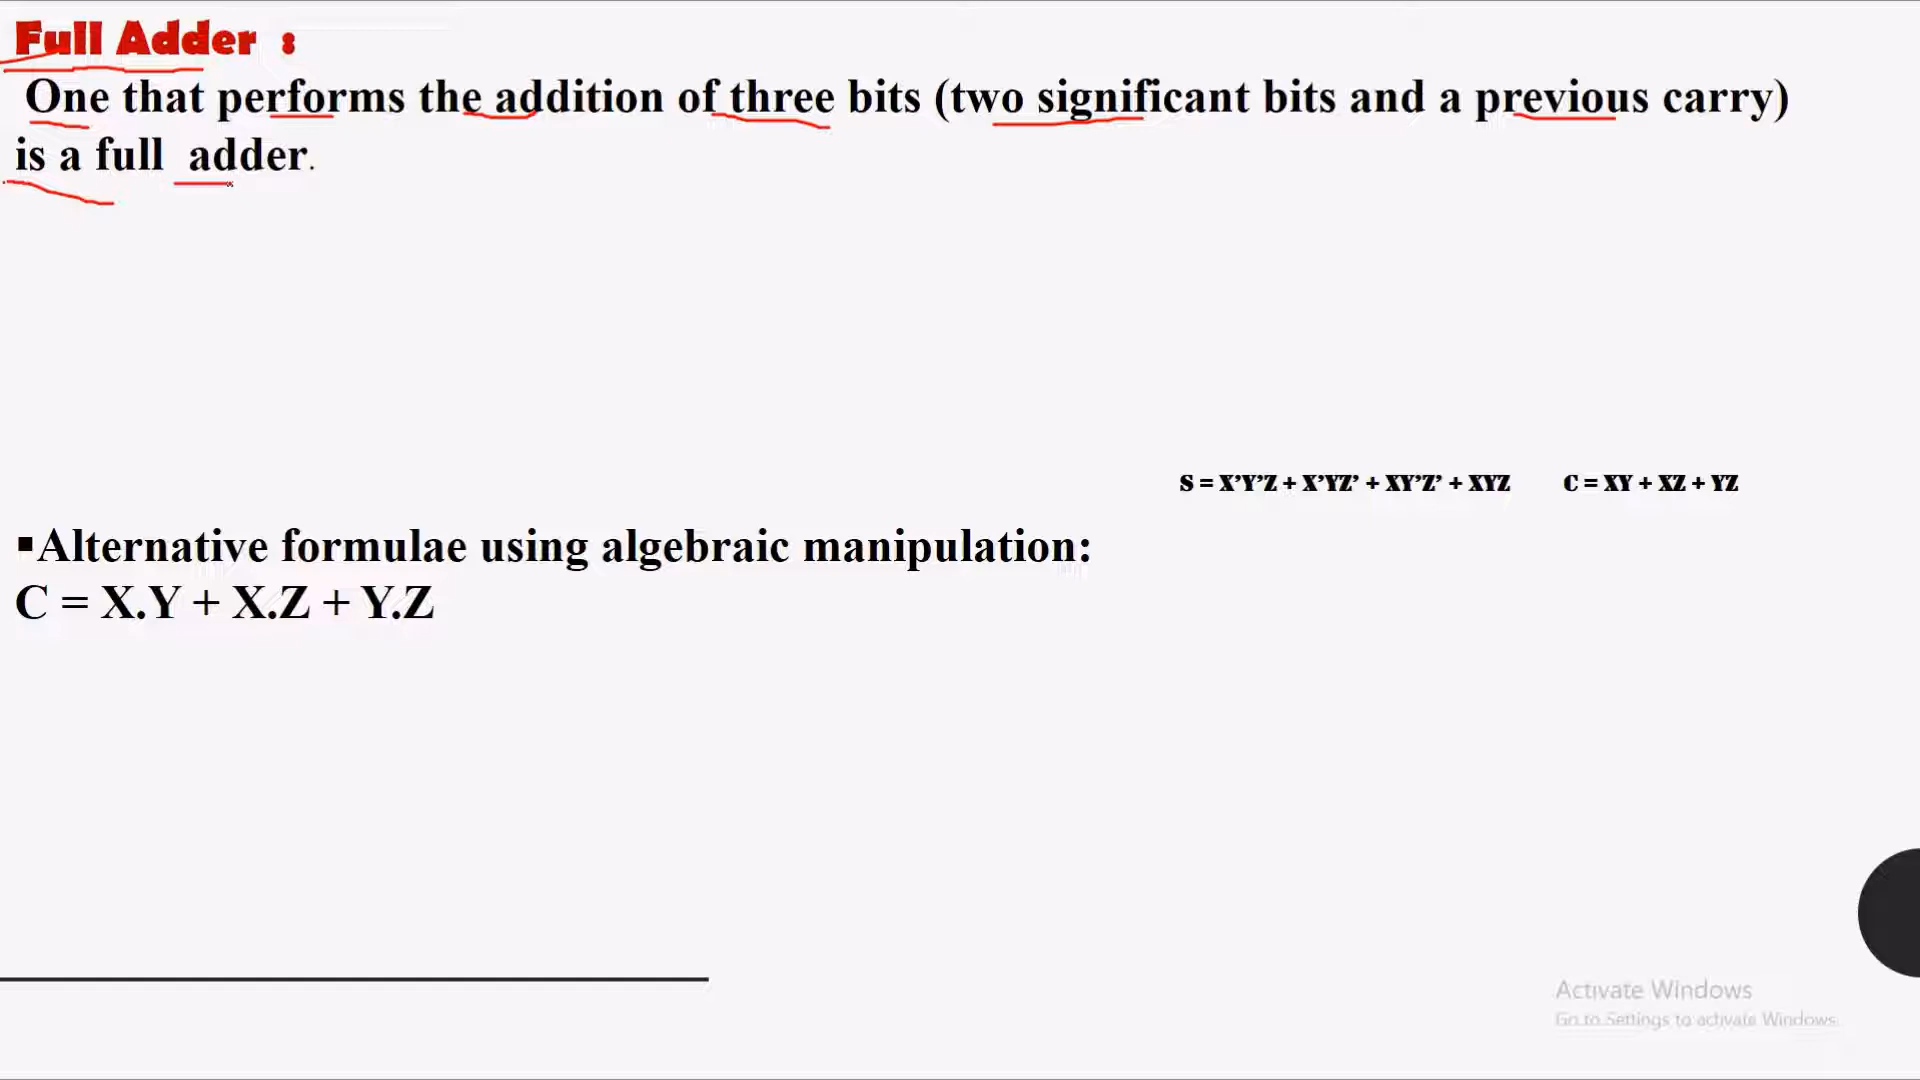 Full Adder :
One that performs the addition of three bits (two significant bits and a previous carry)
is a full adder.
S = X’Y’Z + X’YZ’ + XY’Z’ + XYZ C = XY + XZ + YZ
▪Alternative formulae using algebraic manipulation:
C = X.Y + X.Z + Y.Z
Activate Windows
Go to Settings to activate Windows.